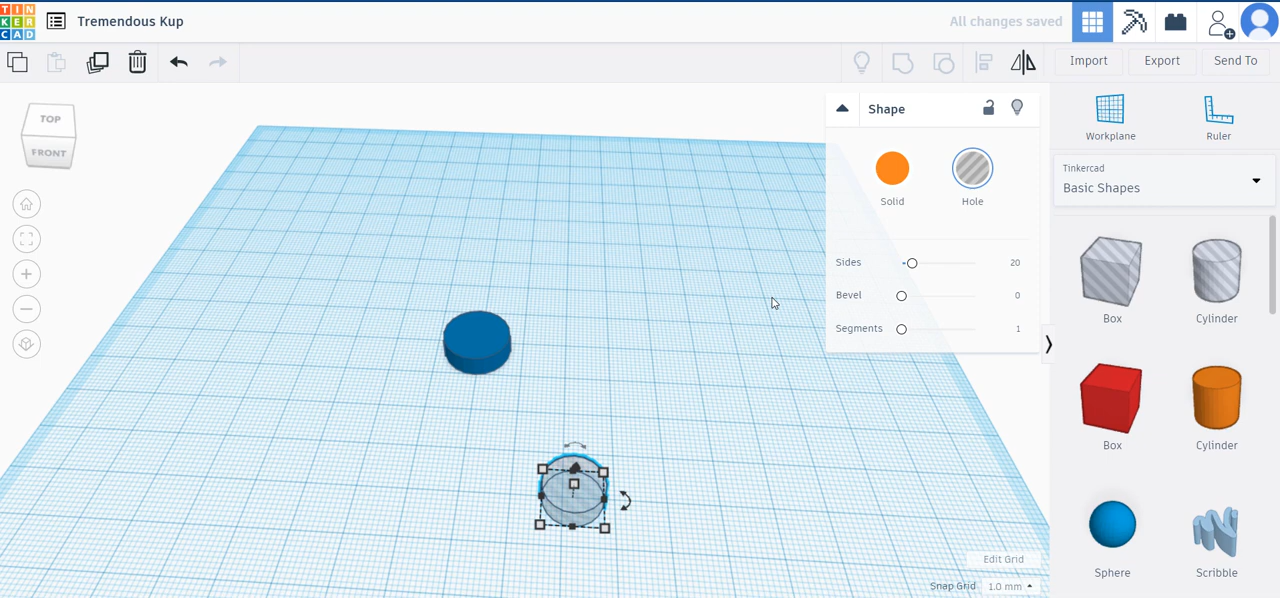 TIN
KER
CAD
Tremendous Kup
All changes saved
Import
Export
Send To
TOP
FRONT
Shape
Solid
Hole
Sides 20
Bevel 0
Segments 1
Workplane
Ruler
Tinkercad
Basic Shapes
Box
Cylinder
Box
Cylinder
Sphere
Scribble
Edit Grid
Snap Grid 1.0 mm